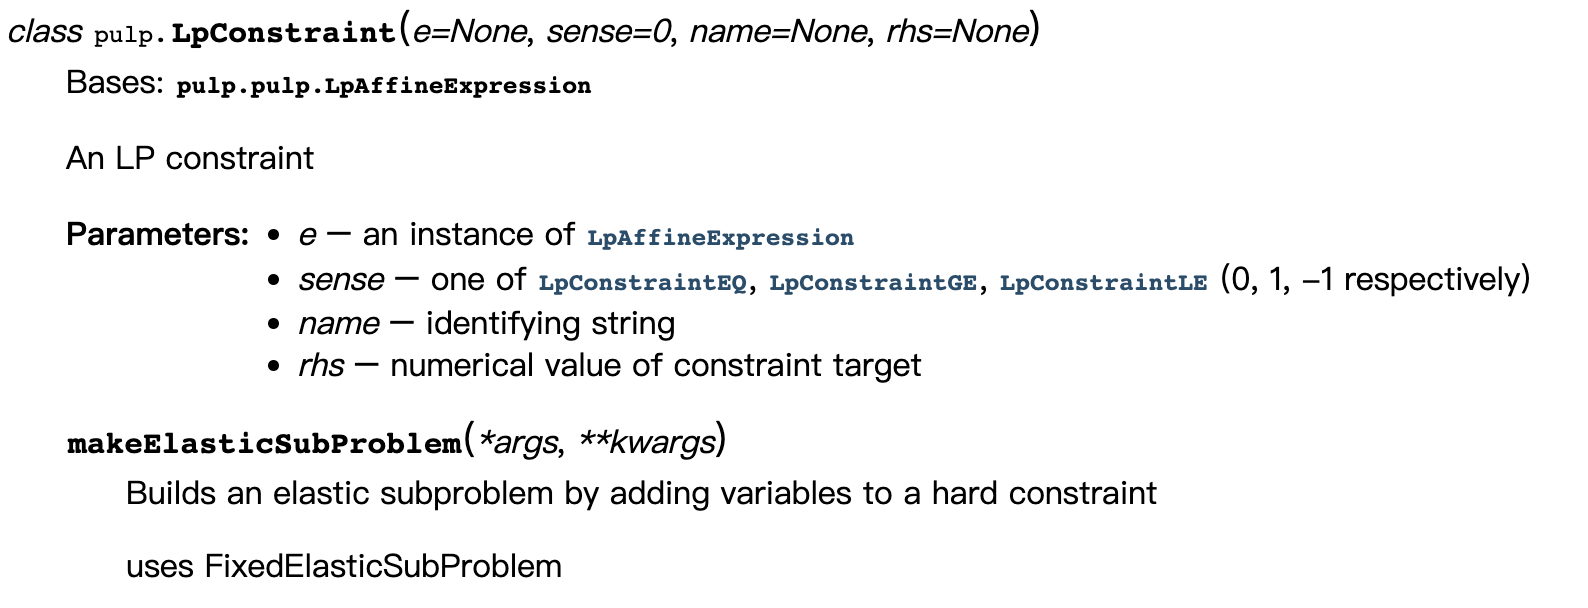 class pulp.LpConstraint(e=None, sense=0, name=None, rhs=None)
Bases: pulp.pulp.LpAffineExpression
An LP constraint
Parameters: • e — an instance of LpAffineExpression
• sense — one of LpConstraintEQ, LpConstraintGE, LpConstraintLE (0, 1, –1 respectively)
• name — identifying string
• rhs — numerical value of constraint target
makeElasticSubProblem(*args, **kwargs)
Builds an elastic subproblem by adding variables to a hard constraint
uses FixedElasticSubProblem